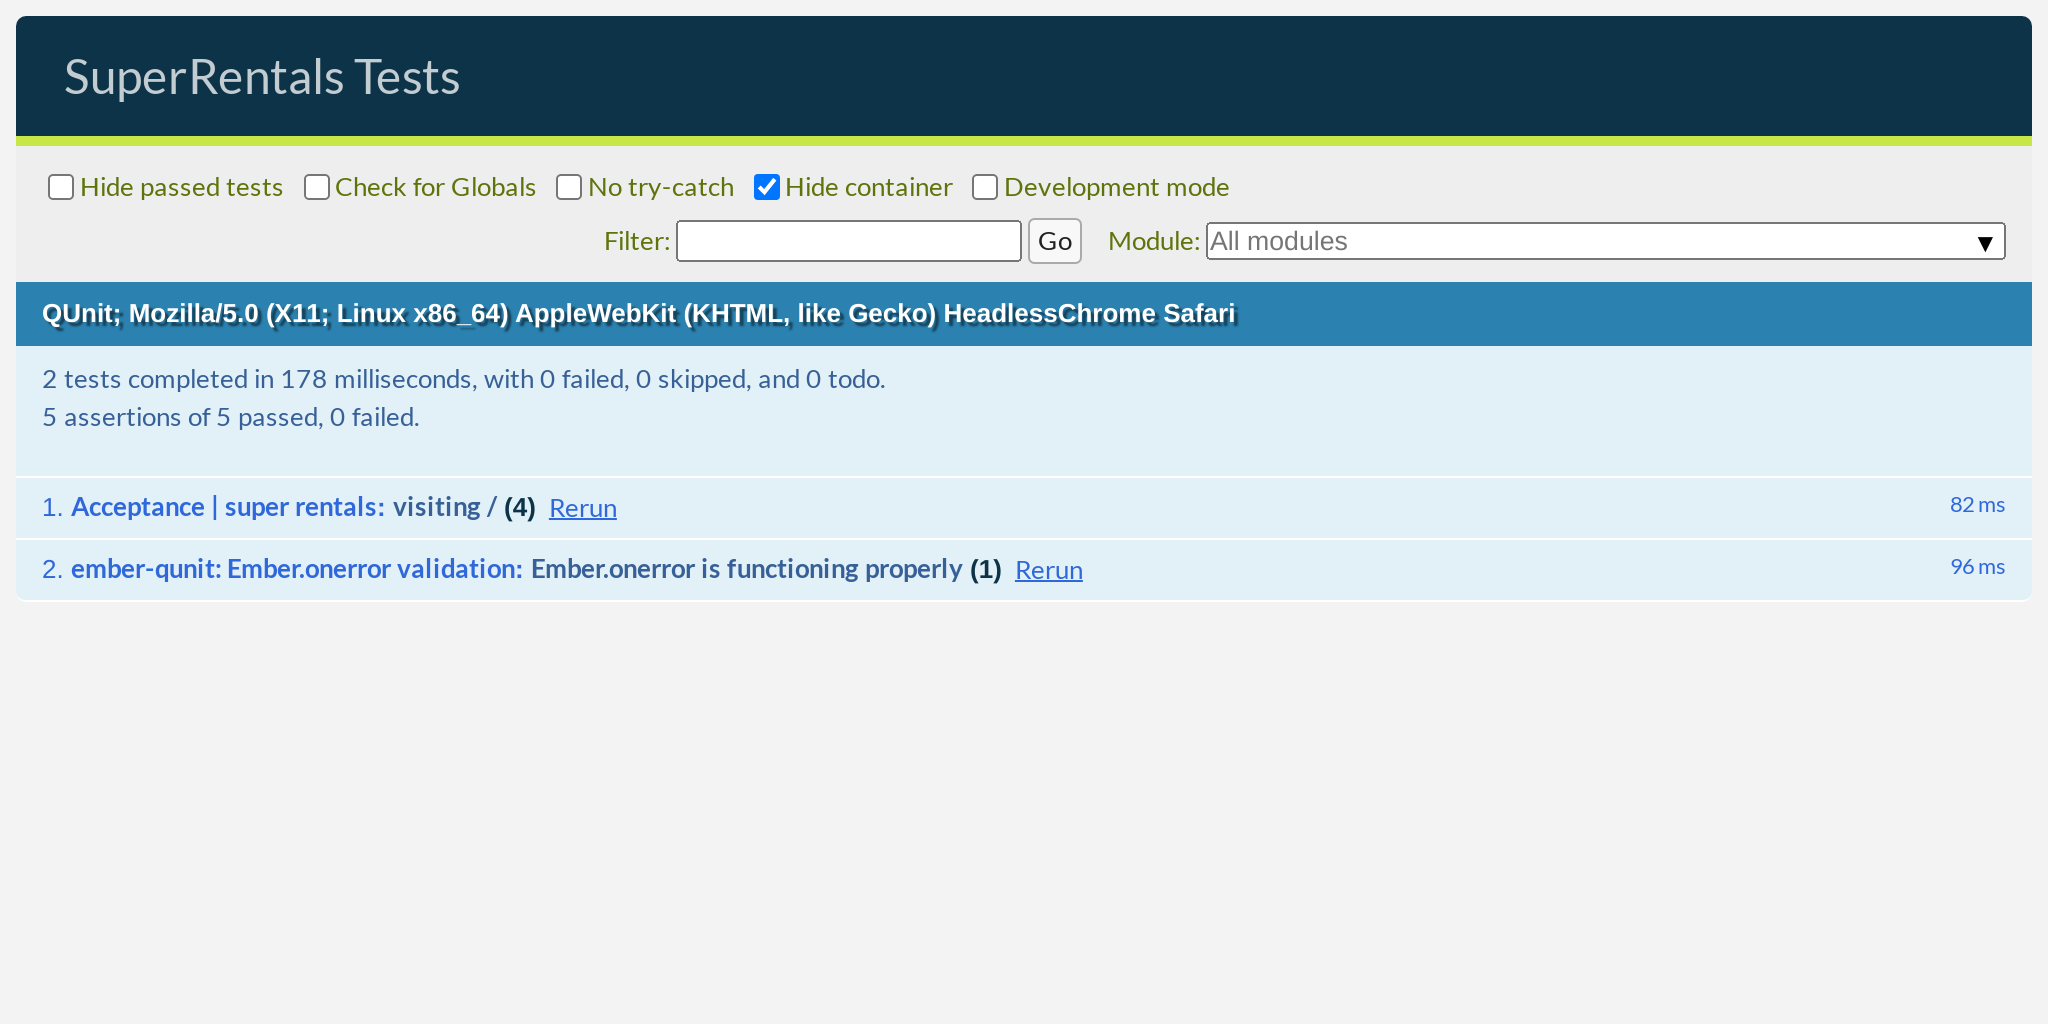 SuperRentals Tests
Hide passed tests Check for Globals No try-catch Hide container Development mode
Filter: Go Module: All modules ▼
QUnit; Mozilla/5.0 (X11; Linux x86_64) AppleWebKit (KHTML, like Gecko) HeadlessChrome Safari
2 tests completed in 178 milliseconds, with 0 failed, 0 skipped, and 0 todo.
5 assertions of 5 passed, 0 failed.
1. Acceptance | super rentals: visiting / (4) Rerun 82 ms
2. ember-qunit: Ember.onerror validation: Ember.onerror is functioning properly (1) Rerun 96 ms